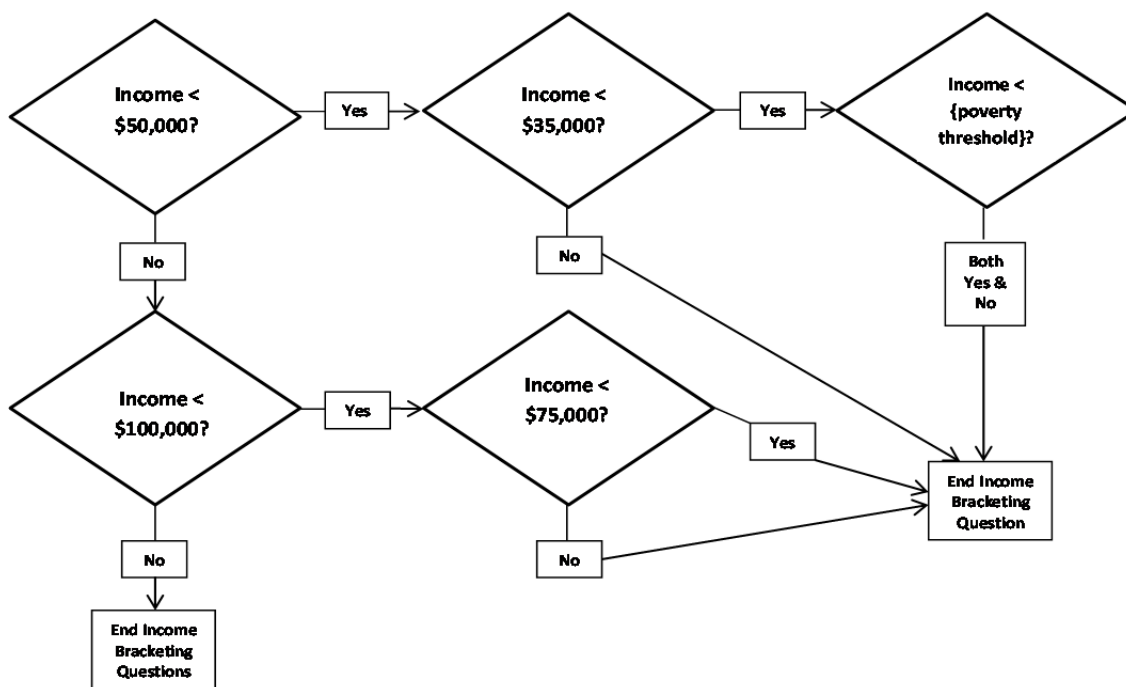 Income <
$50,000?
Yes
Income <
$35,000?
Yes
Income <
{poverty
threshold}?
No
No
Both
Yes &
No
Income <
$100,000?
Yes
Income <
$75,000?
Yes
End Income
Bracketing
Question
No
No
End Income
Bracketing
Questions